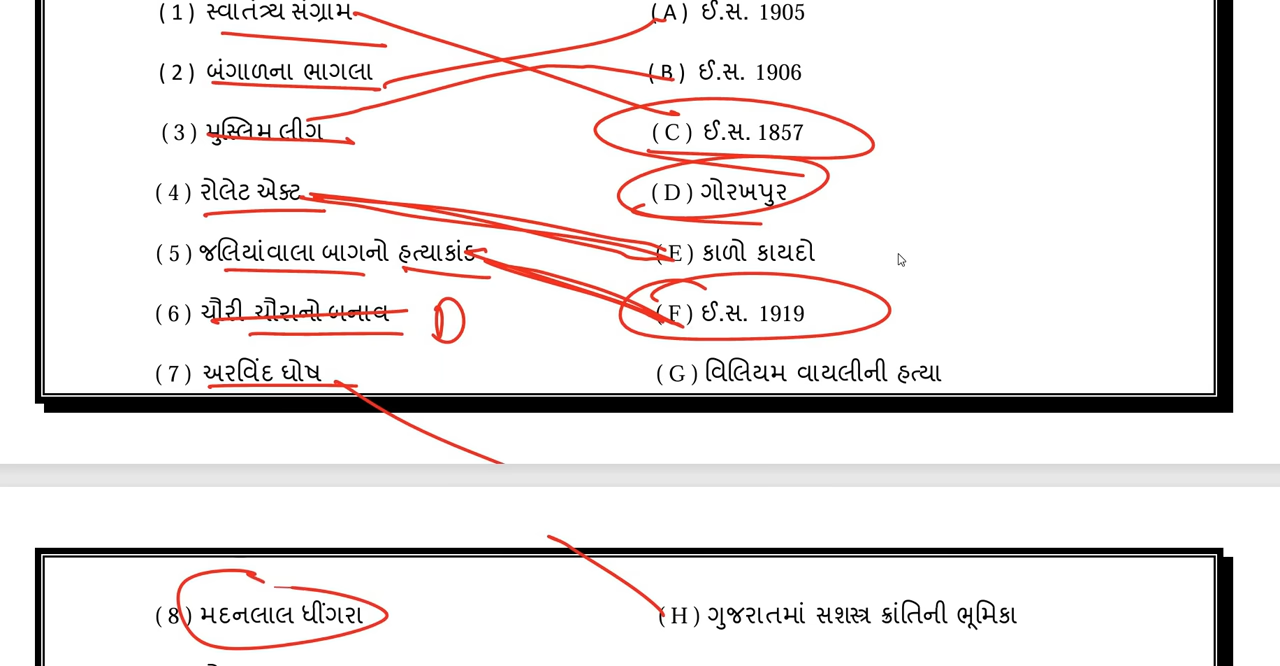 (1) સ્વાતંત્ર્ય સંગ્રામ (A) ઈ.સ. 1905
(2) બંગાળના ભાગલા (B) ઈ.સ. 1906
(3) મુસ્લિમ લીગ (C) ઈ.સ. 1857
(4) રોલેટ એક્ટ (D) ગોરખપુર
(5) જલિયાંવાલા બાગનો હત્યાકાંડ (E) કાળો કાયદો
(6) ચૌરી ચૌરાનો બનાવ D (F) ઈ.સ. 1919
(7) અરવિંદ ઘોષ (G) વિલિયમ વાયલીની હત્યા
(8) મદનલાલ ધીંગરા (H) ગુજરાતમાં સશસ્ત્ર ક્રાંતિની ભૂમિકા